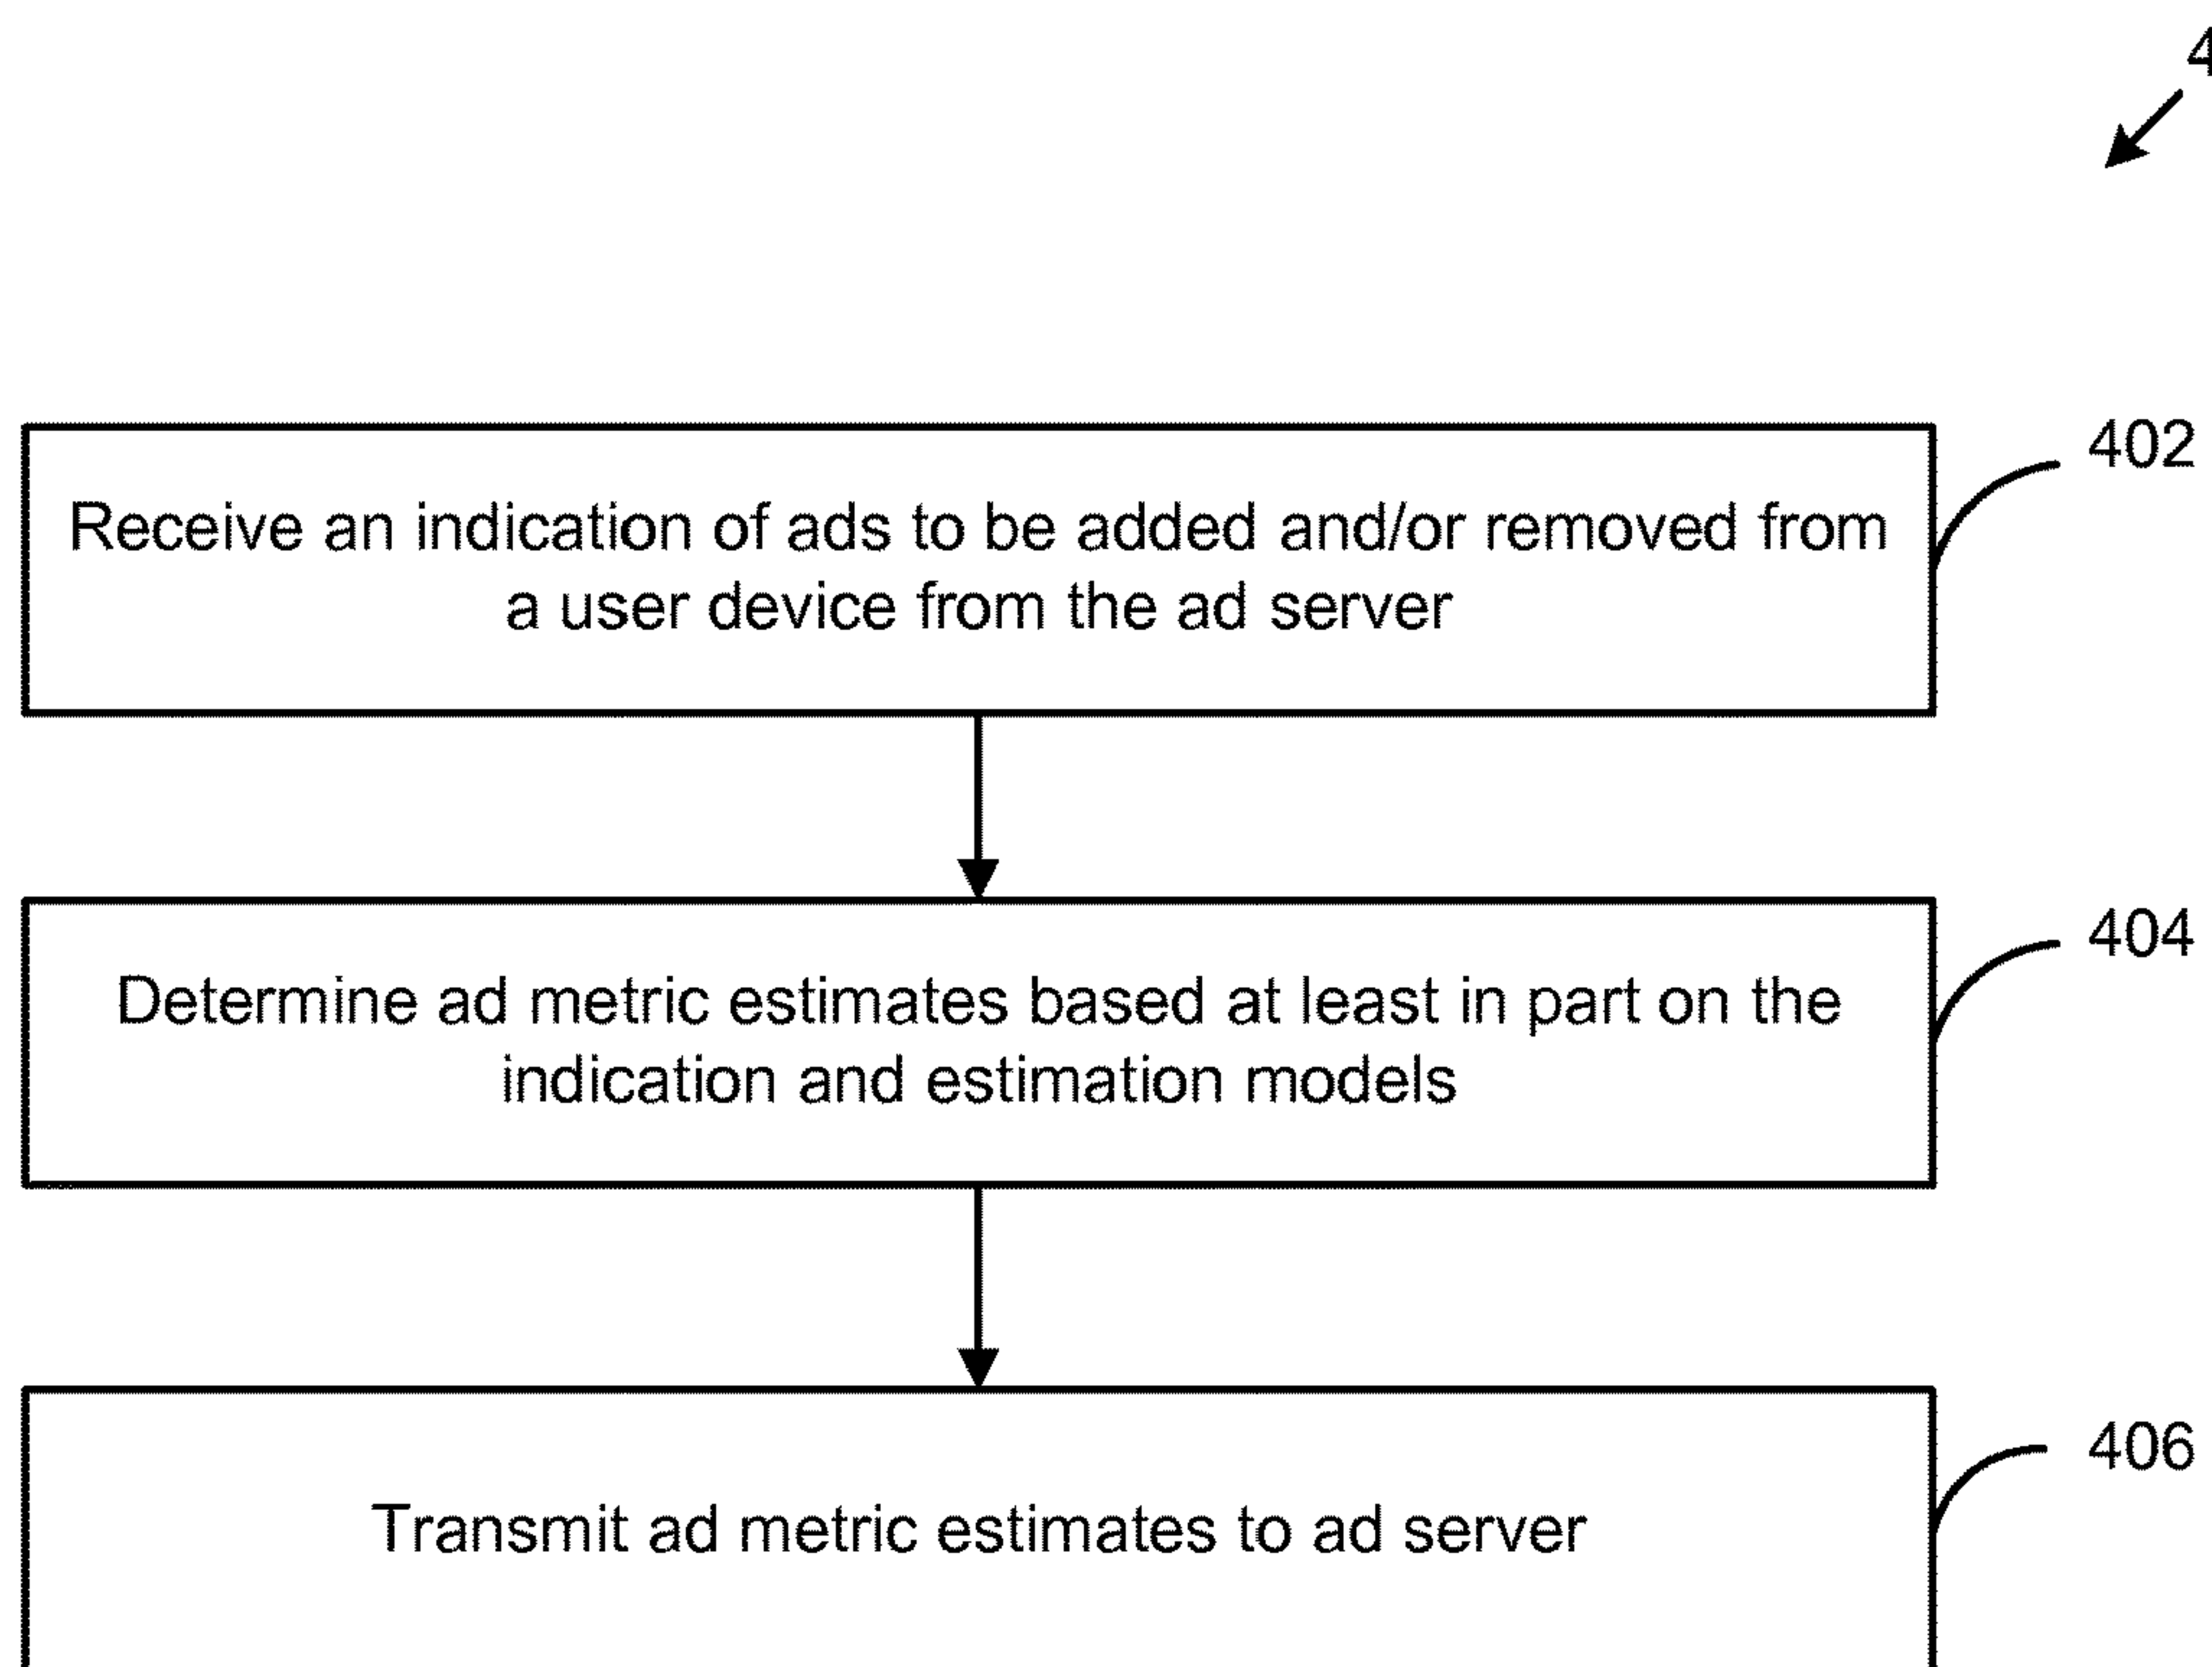 402
Receive an indication of ads to be added and/or removed from
a user device from the ad server
404
Determine ad metric estimates based at least in part on the
indication and estimation models
406
Transmit ad metric estimates to ad server